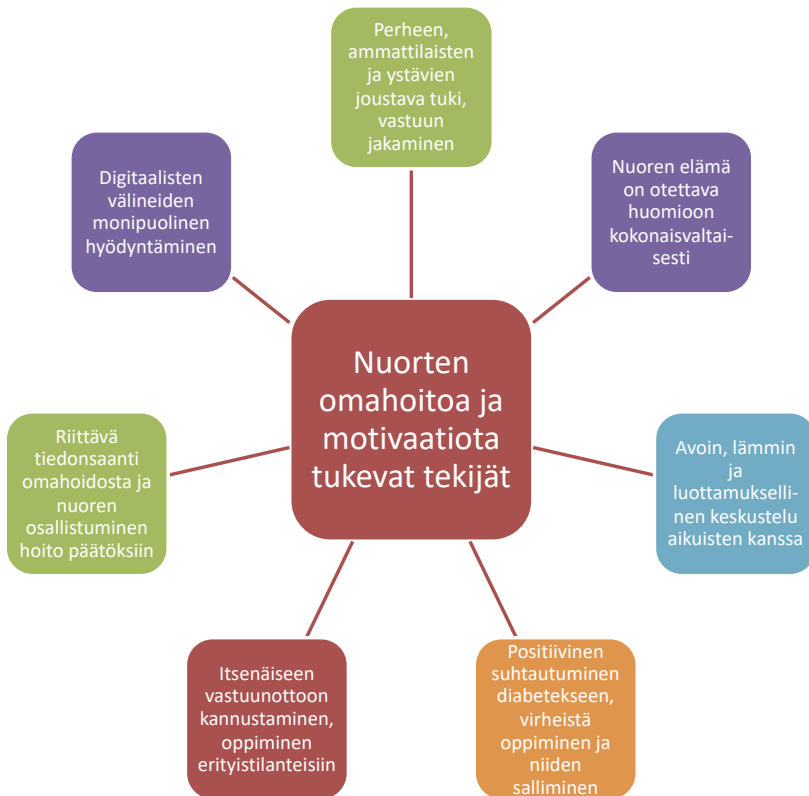 Perheen,
ammattilaisten
ja ystävien
joustava tuki,
vastuun
jakaminen
Nuoren elämä
on otettava
huomioon
kokonaisvaltai-
sesti
Avoin, lämmin
ja
luottamukselli-
nen keskustelu
aikuisten kanssa
Positiivinen
suhtautuminen
diabetekseen,
virheistä
oppiminen ja
niiden
salliminen
Itsenäiseen
vastuunottoon
kannustaminen,
oppiminen
erityistilanteisiin
Riittävä
tiedonsaanti
omahoidosta ja
nuoren
osallistuminen
hoito päätöksiin
Digitaalisten
välineiden
monipuolinen
hyödyntäminen
Nuorten
omahoitoa ja
motivaatiota
tukevat tekijät